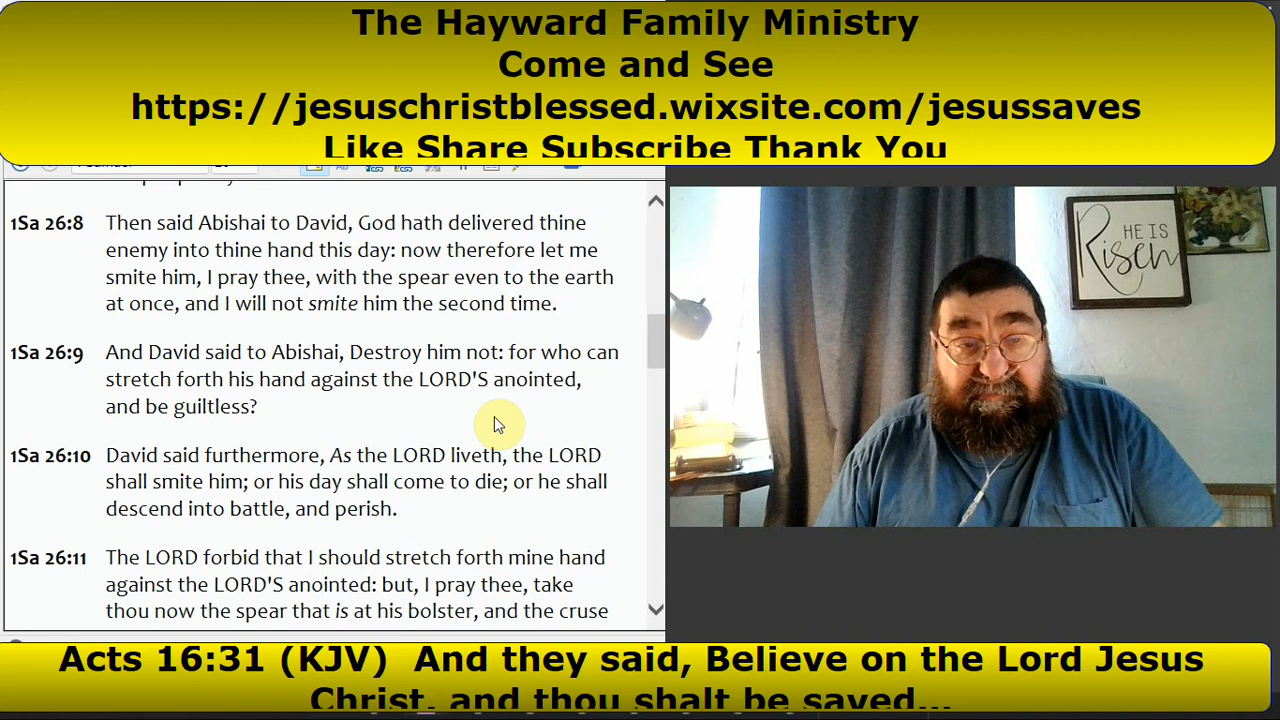 The Hayward Family Ministry
Come and See
https://jesuschristblessed.wixsite.com/jesussaves
Like Share Subscribe Thank You
1Sa 26:8 Then said Abishai to David, God hath delivered thine
enemy into thine hand this day: now therefore let me
smite him, I pray thee, with the spear even to the earth
at once, and I will not smite him the second time.
1Sa 26:9 And David said to Abishai, Destroy him not: for who can
stretch forth his hand against the LORD'S anointed,
and be guiltless?
1Sa 26:10 David said furthermore, As the LORD liveth, the LORD
shall smite him; or his day shall come to die; or he shall
descend into battle, and perish.
1Sa 26:11 The LORD forbid that I should stretch forth mine hand
against the LORD'S anointed: but, I pray thee, take
thou now the spear that is at his bolster, and the cruse
HE IS
Risen
Acts 16:31 (KJV) And they said, Believe on the Lord Jesus
Christ, and thou shalt be saved...